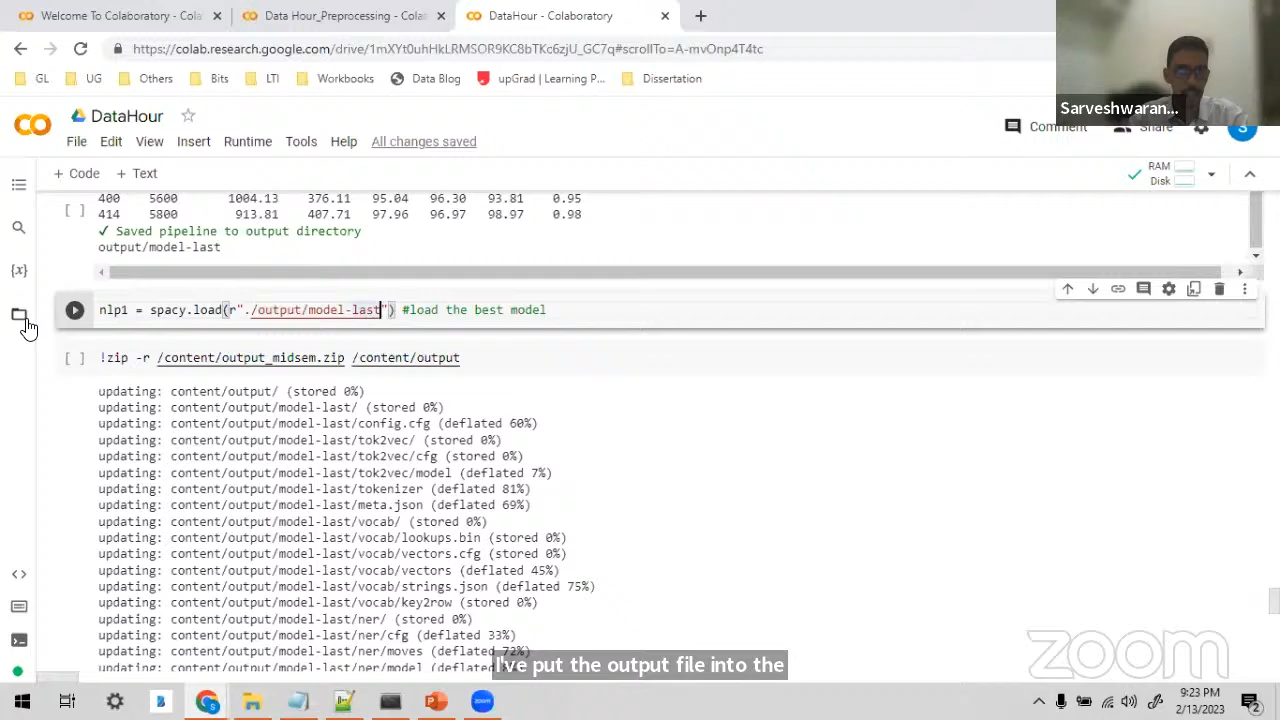 Welcome To Colaboratory - Colab
Data Hour_Preprocessing - Colab
DataHour - Colaboratory
https://colab.research.google.com/drive/1mXYt0uhHkLRMSOR9KC8bTKc6zjU_GC7q#scrollTo=A-mvOnp4T4tc
GL
UG
Others
Bits
LTI
Workbooks
Data Blog
upGrad | Learning P...
Dissertation
Sarveshwaran...
DataHour
File Edit View Insert Runtime Tools Help All changes saved
Comment
Share
S
+ Code + Text
RAM
Disk
400 5600 1004.13 376.11 95.04 96.30 93.81 0.95
[ ]
414 5800 913.81 407.71 97.96 96.97 98.97 0.98
✓ Saved pipeline to output directory
output/model-last
{x}
nlp1 = spacy.load(r"./output/model-last") #load the best model
[ ] !zip -r /content/output_midsem.zip /content/output
updating: content/output/ (stored 0%)
updating: content/output/model-last/ (stored 0%)
updating: content/output/model-last/config.cfg (deflated 60%)
updating: content/output/model-last/tok2vec/ (stored 0%)
updating: content/output/model-last/tok2vec/cfg (stored 0%)
updating: content/output/model-last/tok2vec/model (deflated 7%)
updating: content/output/model-last/tokenizer (deflated 81%)
updating: content/output/model-last/meta.json (deflated 69%)
updating: content/output/model-last/vocab/ (stored 0%)
updating: content/output/model-last/vocab/lookups.bin (stored 0%)
updating: content/output/model-last/vocab/vectors.cfg (stored 0%)
updating: content/output/model-last/vocab/vectors (deflated 45%)
updating: content/output/model-last/vocab/strings.json (deflated 75%)
updating: content/output/model-last/vocab/key2row (stored 0%)
updating: content/output/model-last/ner/ (stored 0%)
updating: content/output/model-last/ner/cfg (deflated 33%)
updating: content/output/model-last/ner/moves (deflated 72%)
updating: content/output/model-last/ner/model (deflated
I've put the output file into the
zoom
zoom
9:23 PM
2/13/2023
2